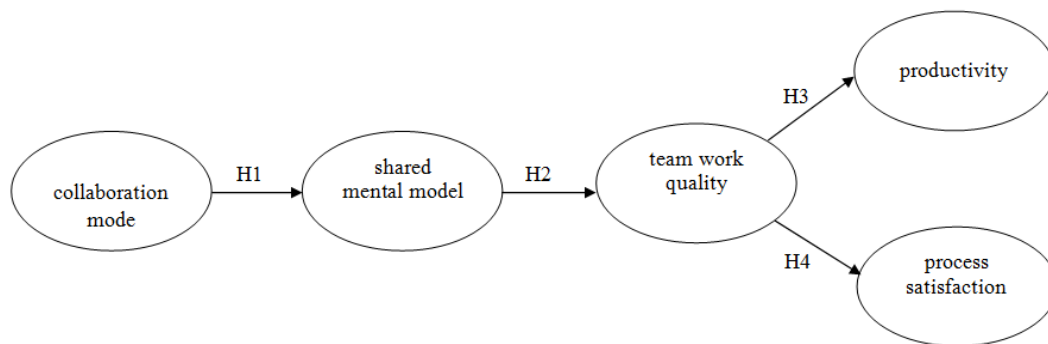 collaboration
mode
H1
shared
mental model
H2
team work
quality
H3
productivity
H4
process
satisfaction